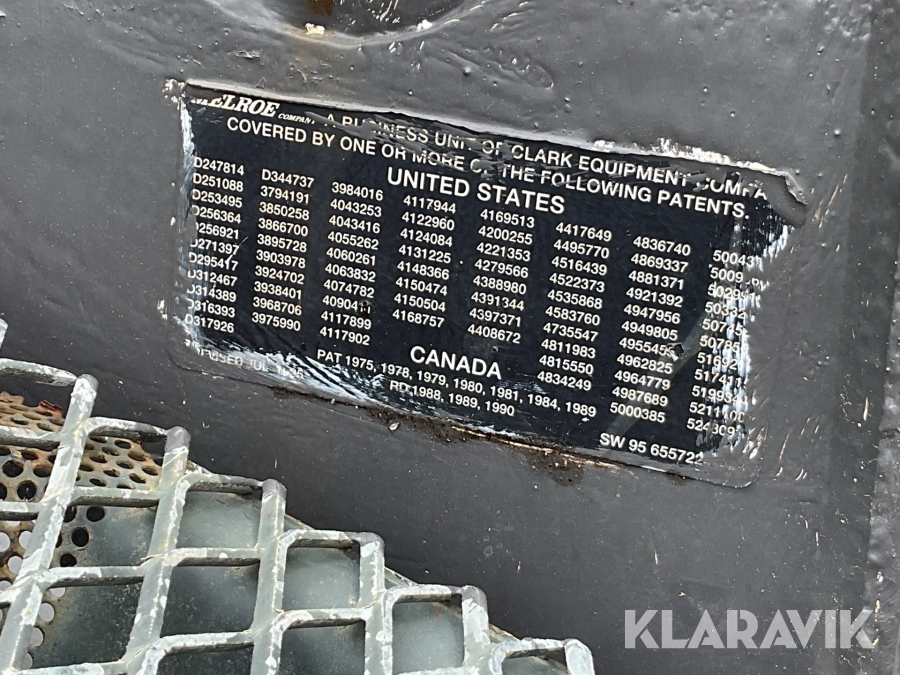 ELROE COMPANY A BUSINESS UNIT OF CLARK EQUIPMENT COMPA
COVERED BY ONE OR MORE OF THE FOLLOWING PATENTS.
UNITED STATES
D247814 D344737 3984016 4117944 4169513 4417649 4836740
D251088 3794191 4043253 4122960 4200255 4495770 4869337
D253495 3850258 4043416 4124084 4221353 4516439 4881371
D256364 3866700 4055262 4131225 4279566 4522373 4921392
D256921 3895728 4060261 4148366 4388980 4535868 4947956
D271397 3903978 4063832 4150474 4391344 4583760 4949805
D295417 3924702 4074782 4150504 4397371 4735547
D312467 3938401 4168757 4408672 4811983 4962825
D314389 3968706 4117899 4815550 4964779
D316393 3975990 4117902 4834249 4987689
D317926 5000385
CANADA
PAT 1975, 1978, 1979, 1980, 1981, 1984, 1989
RD 1988, 1989, 1990
SW 95 65572
KLARAVIK